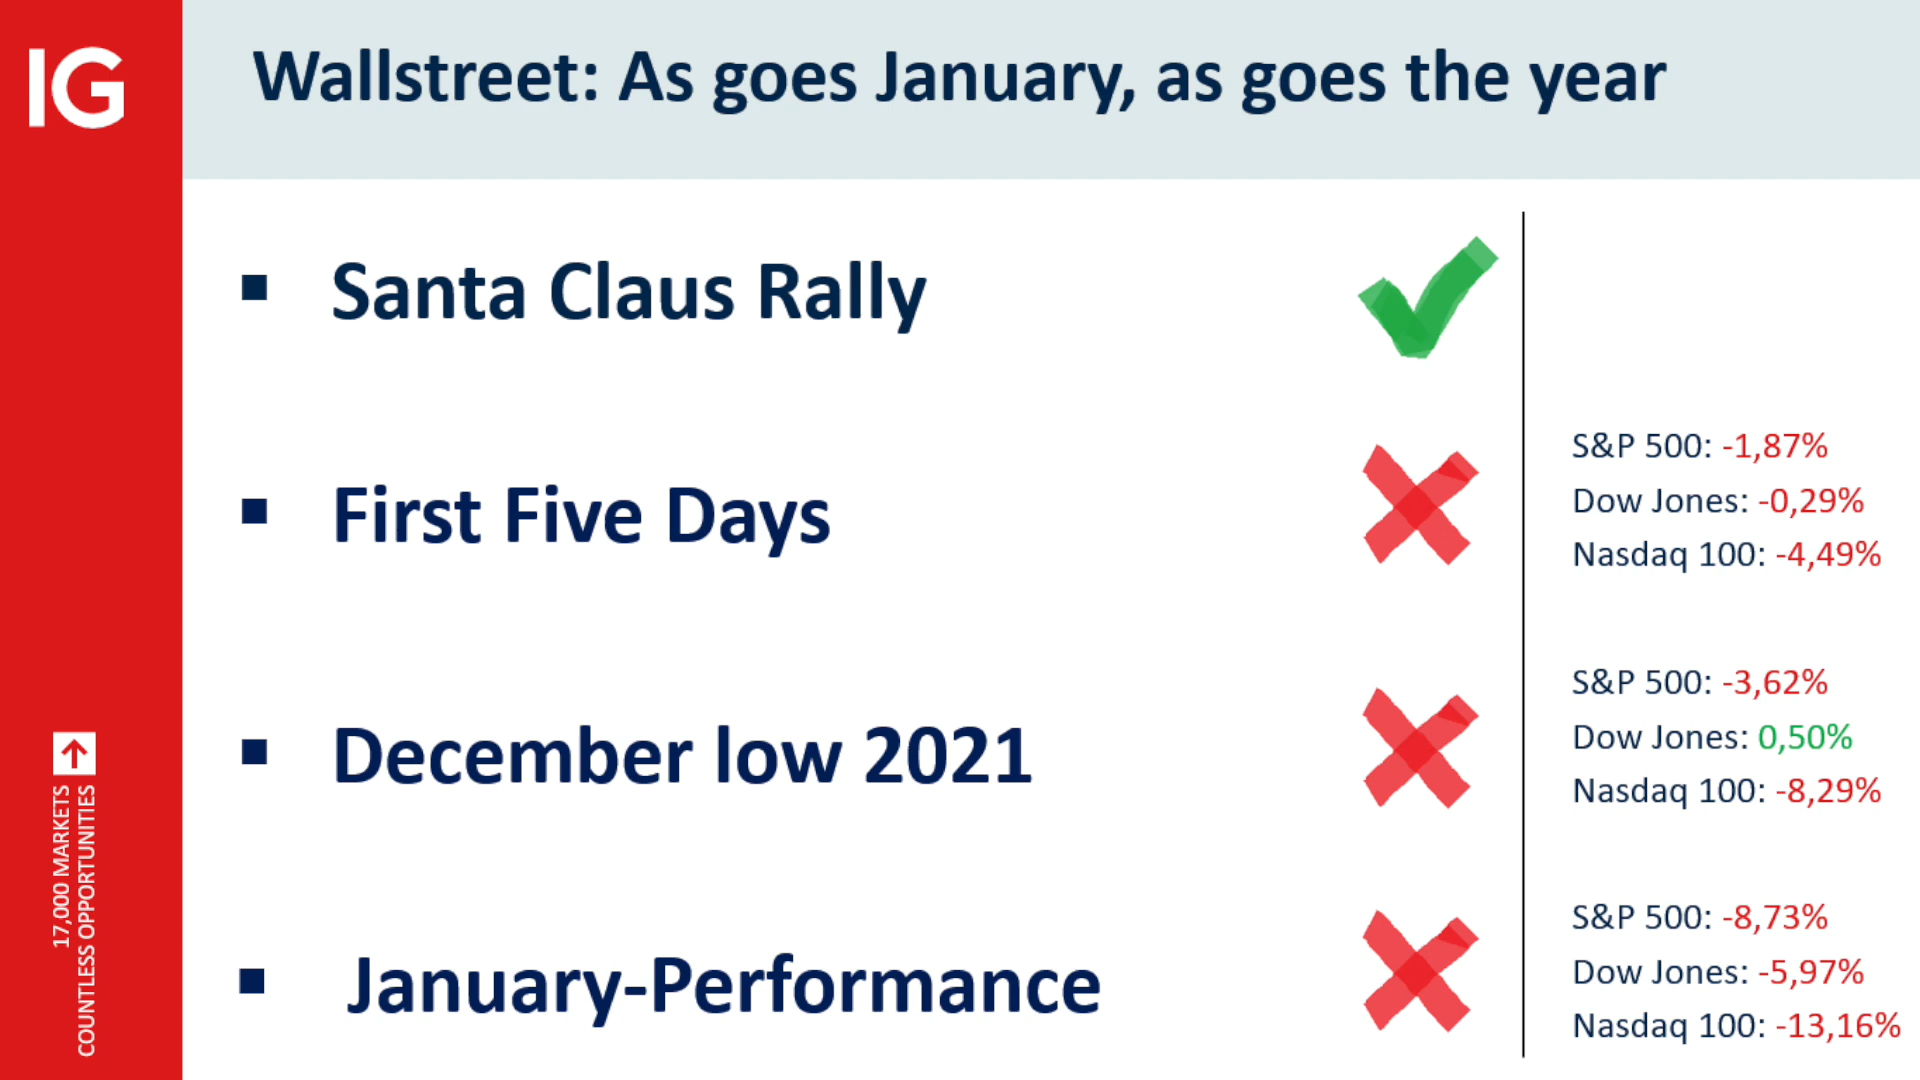 IG
Wallstreet: As goes January, as goes the year
▪ Santa Claus Rally
▪ First Five Days
S&P 500: -1,87%
Dow Jones: -0,29%
Nasdaq 100: -4,49%
▪ December low 2021
S&P 500: -3,62%
Dow Jones: 0,50%
Nasdaq 100: -8,29%
▪ January-Performance
S&P 500: -8,73%
Dow Jones: -5,97%
Nasdaq 100: -13,16%
17,000 MARKETS
COUNTLESS OPPORTUNITIES